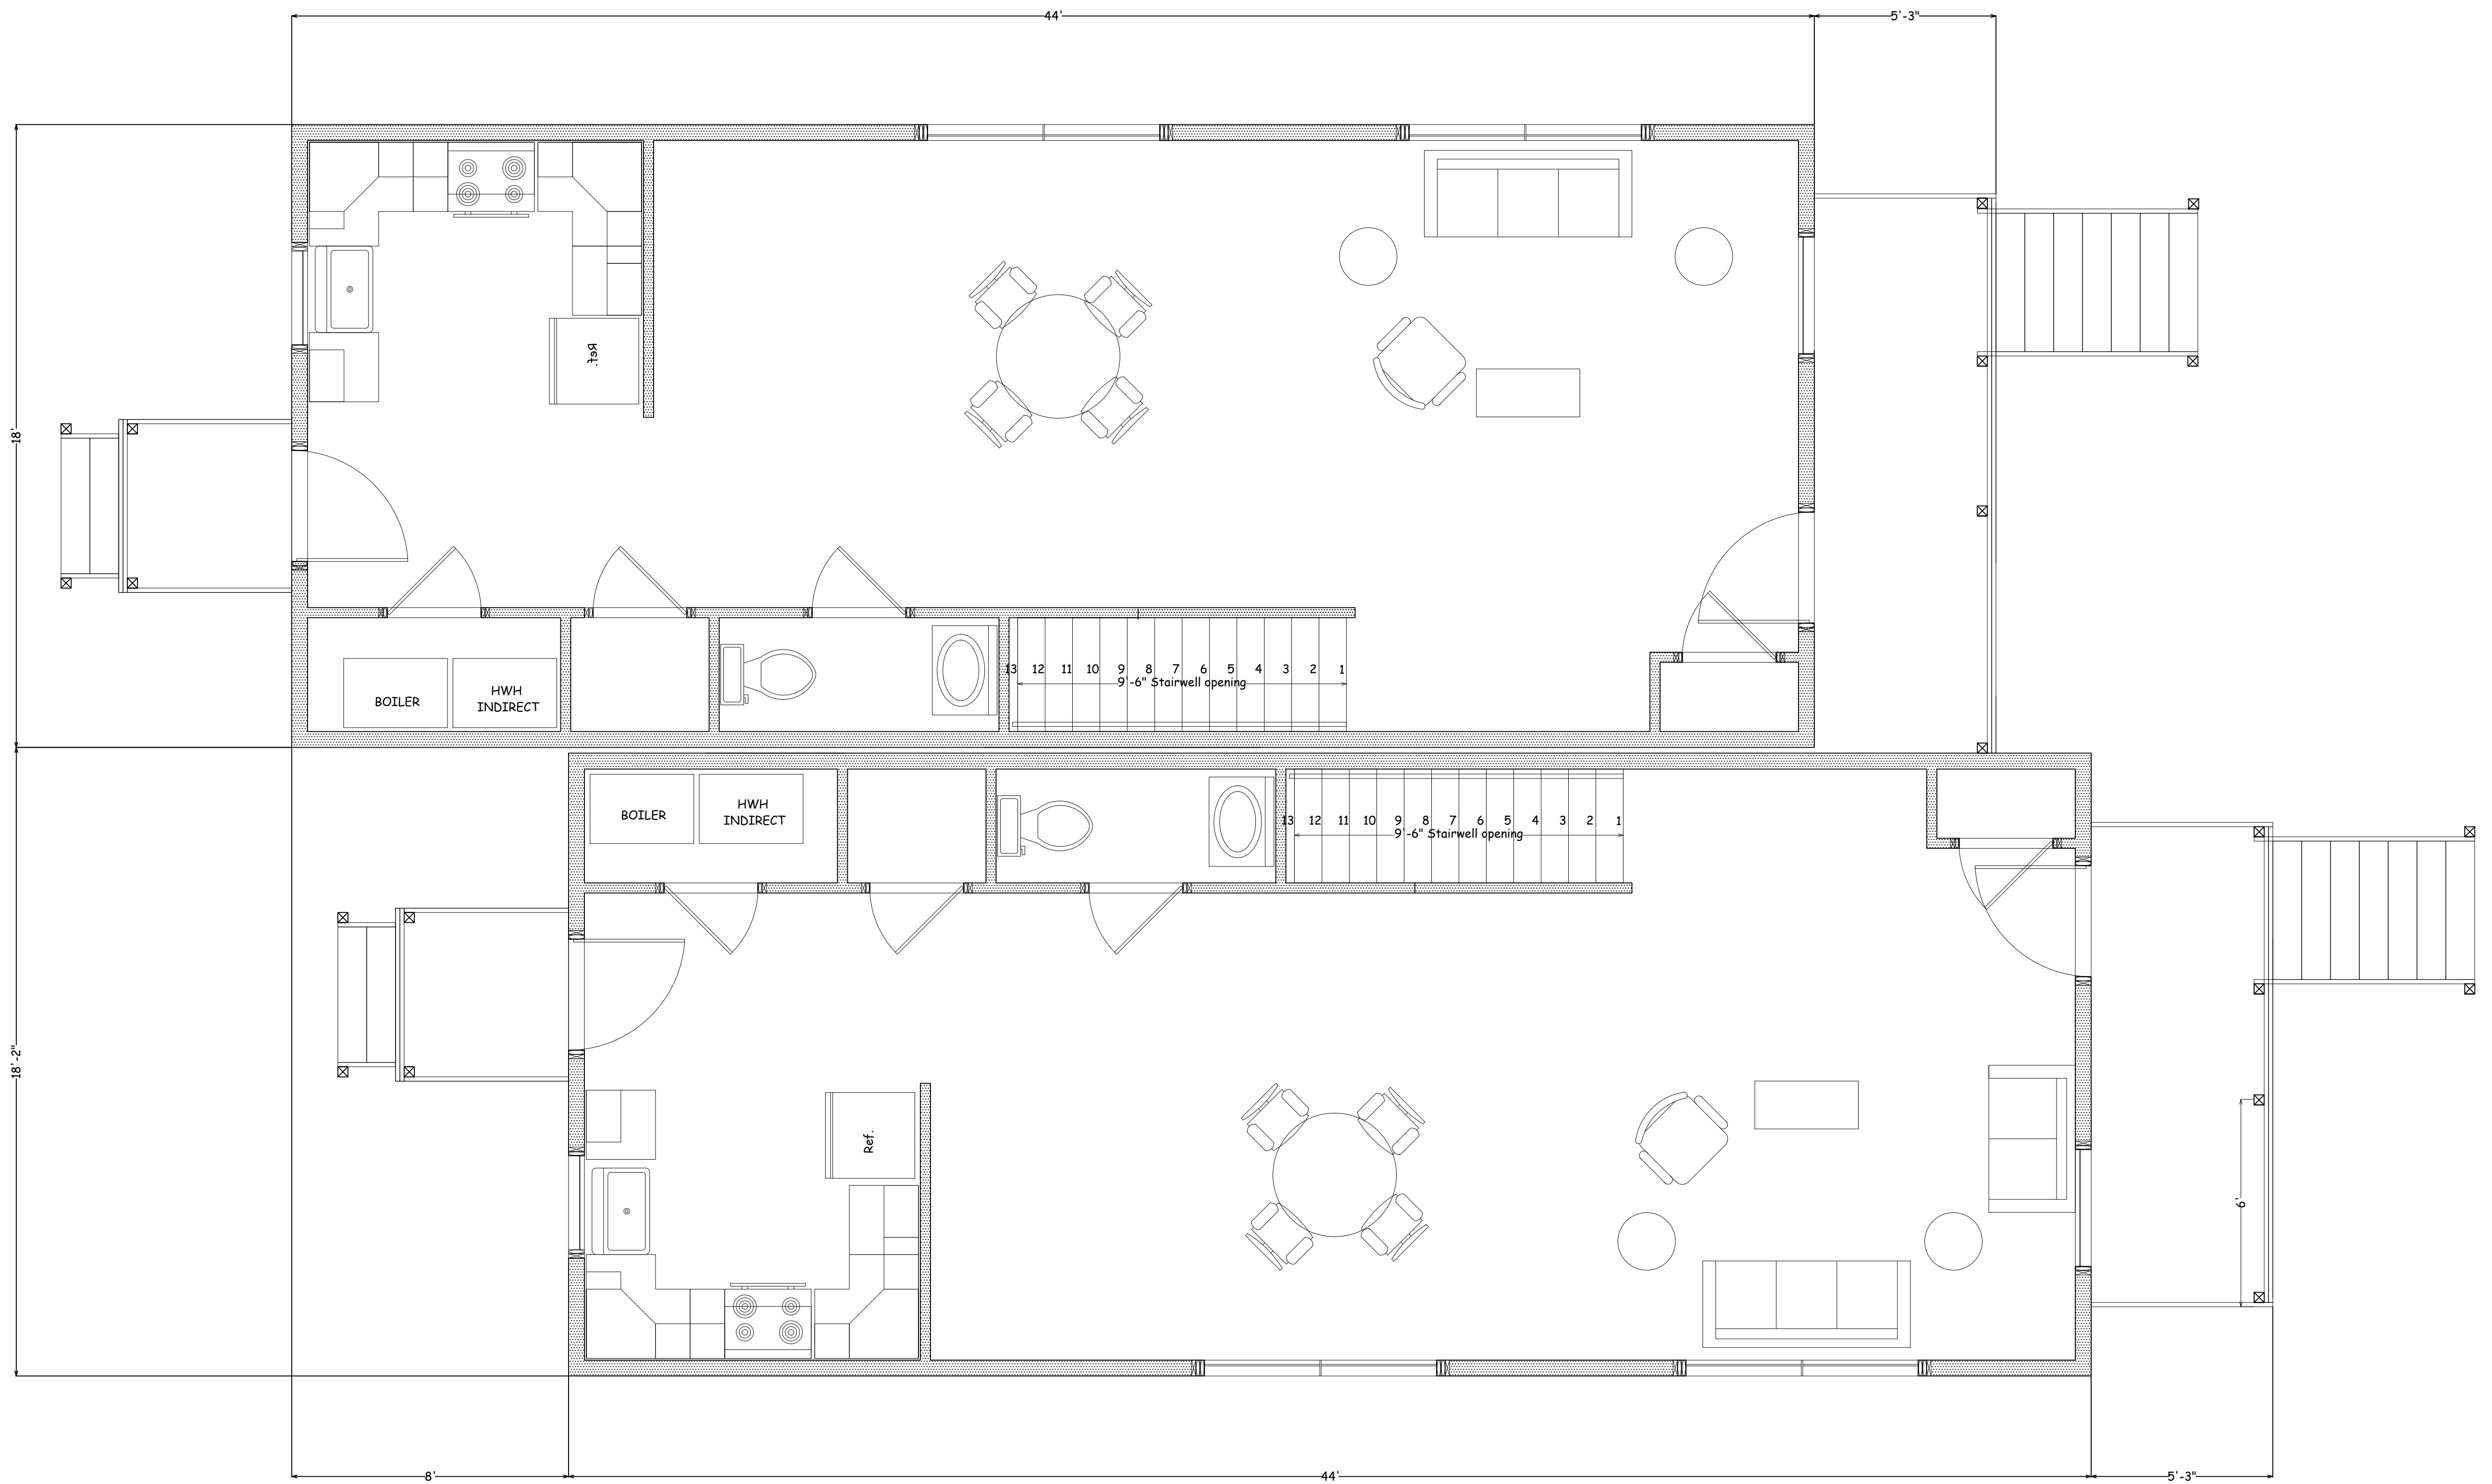 44'
5'-3"
18'
Ref.
BOILER
HWH
INDIRECT
13 12 11 10 9 8 7 6 5 4 3 2 1
9'-6" Stairwell opening
BOILER
HWH
INDIRECT
13 12 11 10 9 8 7 6 5 4 3 2 1
9'-6" Stairwell opening
18'-2"
Ref.
6'
8'
44'
5'-3"